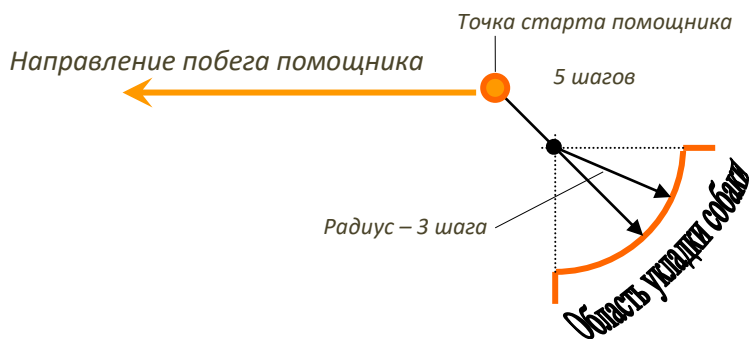 Точка старта помощника
Направление побега помощника
5 шагов
Радиус – 3 шага
Область укладки собаки